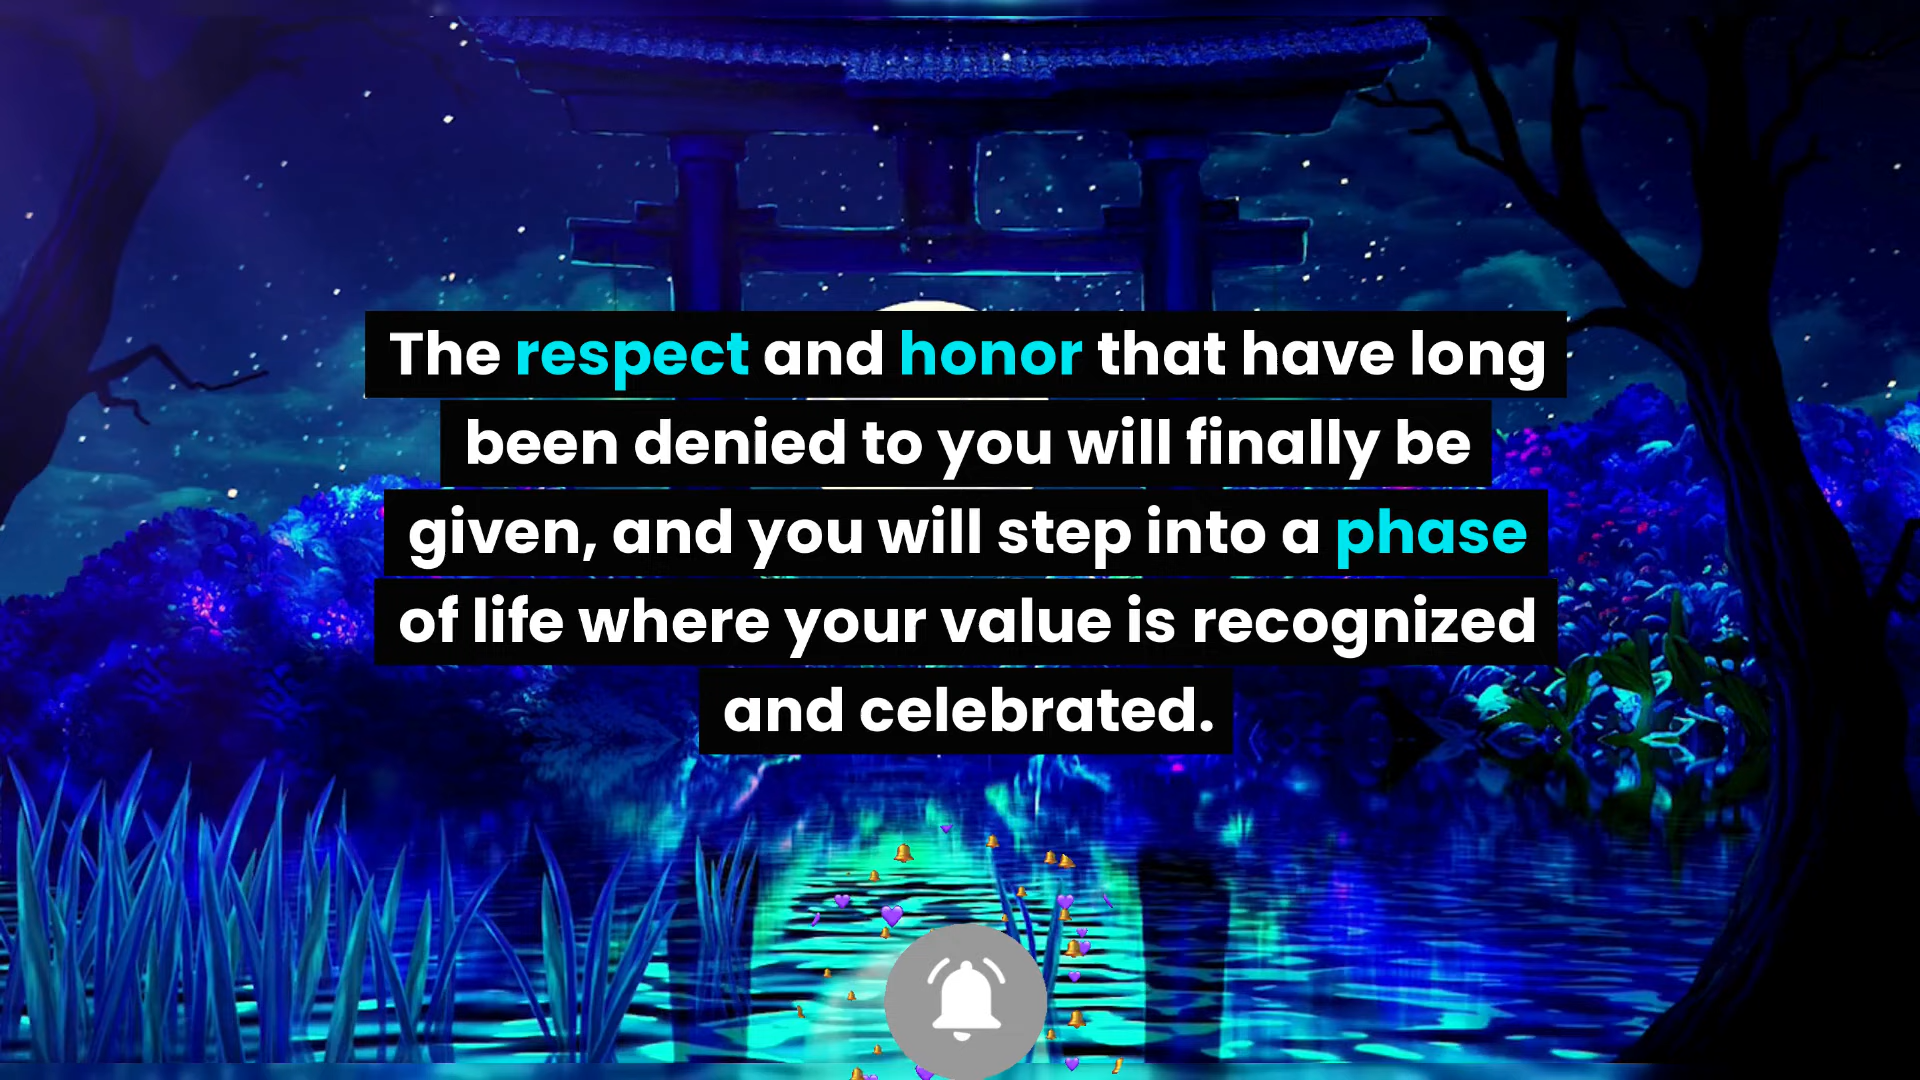 The respect and honor that have long
been denied to you will finally be
given, and you will step into a phase
of life where your value is recognized
and celebrated.